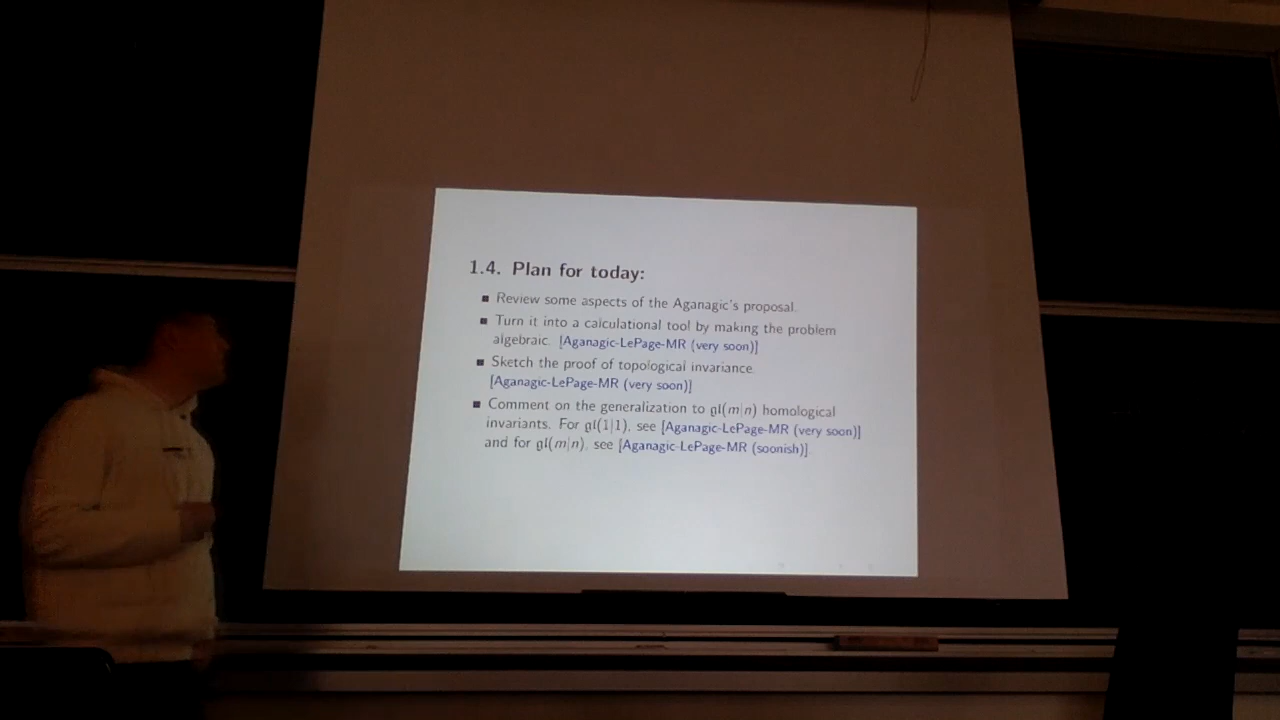 1.4. Plan for today:
Review some aspects of the Aganagic's proposal.
Turn it into a calculational tool by making the problem
algebraic. [Aganagic-LePage-MR (very soon)]
Sketch the proof of topological invariance.
[Aganagic-LePage-MR (very soon)]
Comment on the generalization to gl(m|n) homological
invariants. For gl(1|1), see [Aganagic-LePage-MR (very soon)]
and for gl(m|n), see [Aganagic-LePage-MR (soonish)].